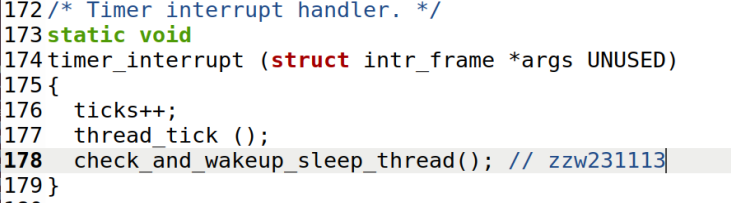 172 /* Timer interrupt handler. */
173 static void
174 timer_interrupt (struct intr_frame *args UNUSED)
175 {
176   ticks++;
177   thread_tick ();
178   check_and_wakeup_sleep_thread(); // zzw231113
179 }